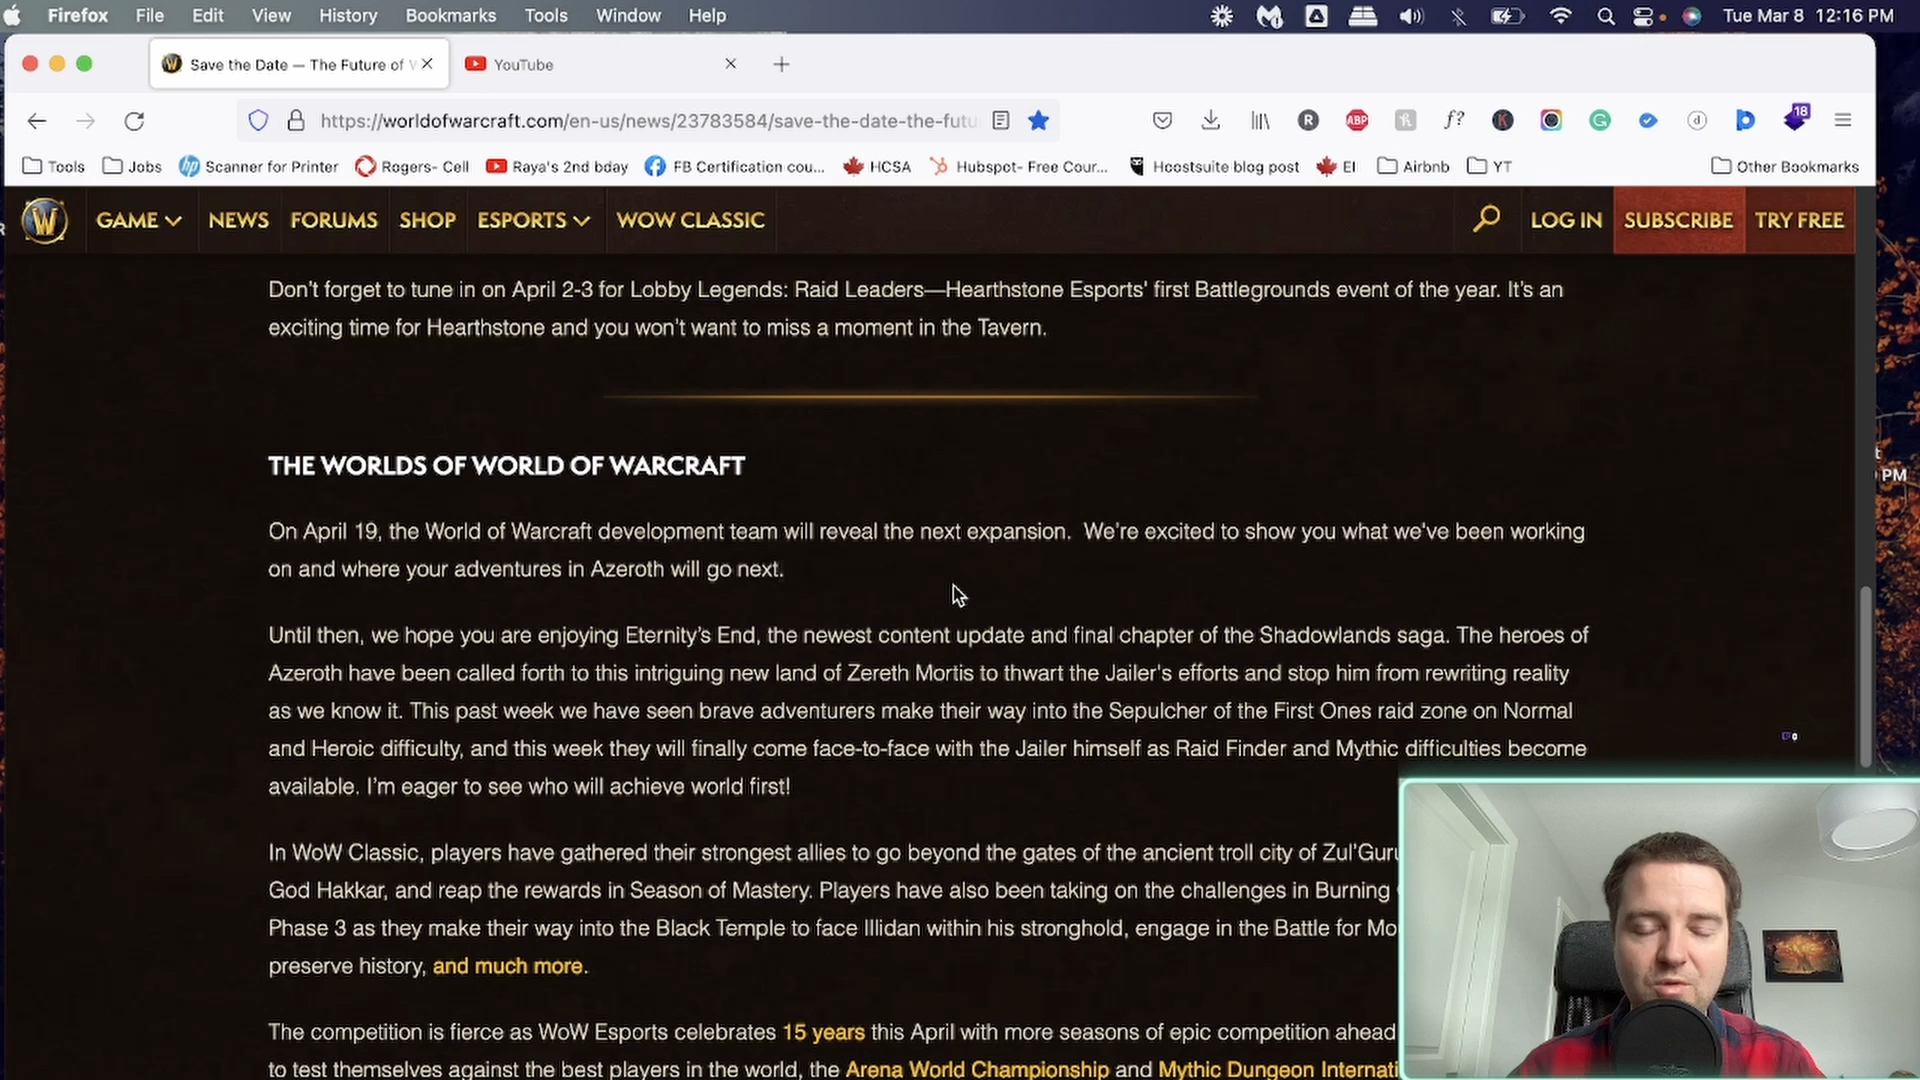 Firefox File Edit View History Bookmarks Tools Window Help Tue Mar 8 12:16 PM
Save the Date — The Future of W YouTube
https://worldofwarcraft.com/en-us/news/23783584/save-the-date-the-futu 18
Tools Jobs Scanner for Printer Rogers- Cell Raya's 2nd bday FB Certification cou... HCSA Hubspot- Free Cour... Hootsuite blog post EI Airbnb YT Other Bookmarks
GAME NEWS FORUMS SHOP ESPORTS WOW CLASSIC LOG IN SUBSCRIBE TRY FREE
Don't forget to tune in on April 2-3 for Lobby Legends: Raid Leaders—Hearthstone Esports' first Battlegrounds event of the year. It's an
exciting time for Hearthstone and you won't want to miss a moment in the Tavern.
THE WORLDS OF WORLD OF WARCRAFT
On April 19, the World of Warcraft development team will reveal the next expansion. We're excited to show you what we've been working
on and where your adventures in Azeroth will go next.
Until then, we hope you are enjoying Eternity's End, the newest content update and final chapter of the Shadowlands saga. The heroes of
Azeroth have been called forth to this intriguing new land of Zereth Mortis to thwart the Jailer's efforts and stop him from rewriting reality
as we know it. This past week we have seen brave adventurers make their way into the Sepulcher of the First Ones raid zone on Normal
and Heroic difficulty, and this week they will finally come face-to-face with the Jailer himself as Raid Finder and Mythic difficulties become
available. I'm eager to see who will achieve world first!
In WoW Classic, players have gathered their strongest allies to go beyond the gates of the ancient troll city of Zul'Guru
God Hakkar, and reap the rewards in Season of Mastery. Players have also been taking on the challenges in Burning
Phase 3 as they make their way into the Black Temple to face Illidan within his stronghold, engage in the Battle for Mo
preserve history, and much more.
The competition is fierce as WoW Esports celebrates 15 years this April with more seasons of epic competition ahead
to test themselves against the best players in the world, the Arena World Championship and Mythic Dungeon Internati
PM